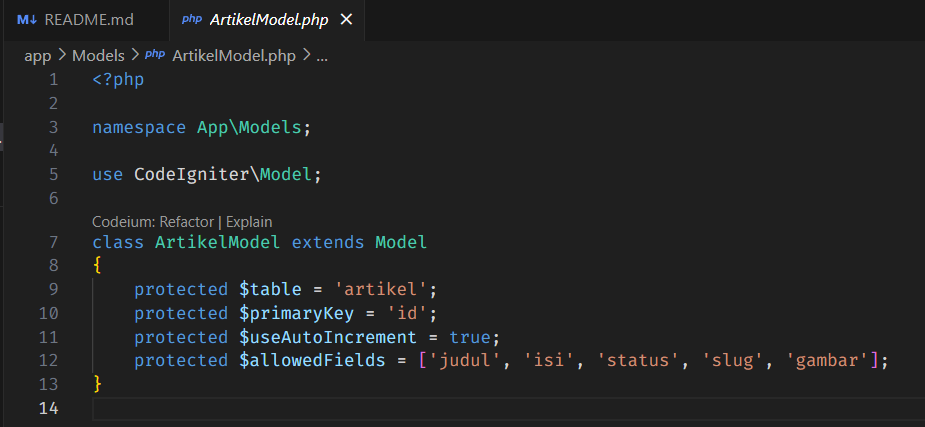 M↓ README.md php ArtikelModel.php ✕
app > Models > php ArtikelModel.php > ...
1 <?php
2
3 namespace App\Models;
4
5 use CodeIgniter\Model;
6
Codeium: Refactor | Explain
7 class ArtikelModel extends Model
8 {
9     protected $table = 'artikel';
10     protected $primaryKey = 'id';
11     protected $useAutoIncrement = true;
12     protected $allowedFields = ['judul', 'isi', 'status', 'slug', 'gambar'];
13 }
14